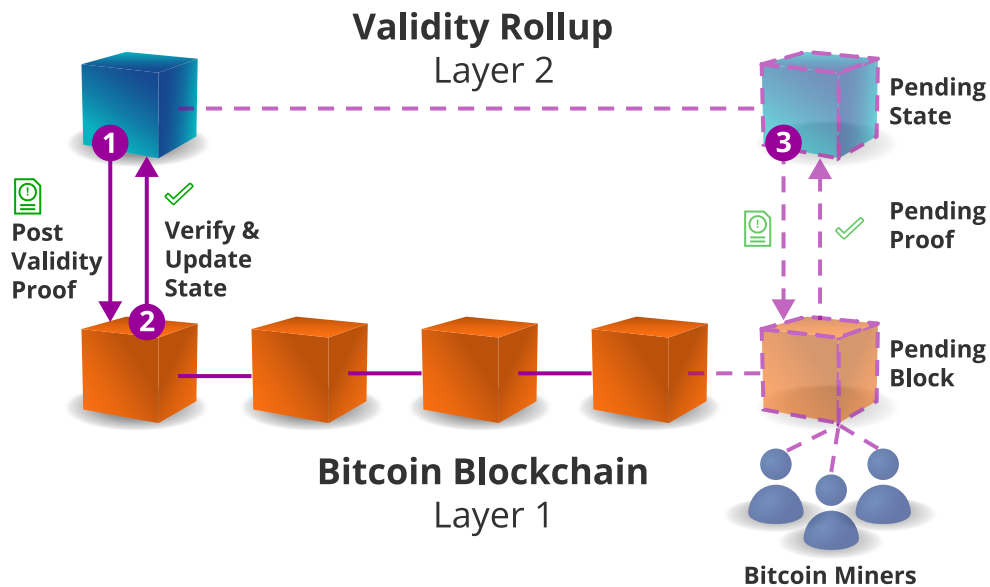 Validity Rollup
Layer 2
1
3
Pending
State
Post
Validity
Proof
Verify &
Update
State
Pending
Proof
2
Pending
Block
Bitcoin Blockchain
Layer 1
Bitcoin Miners